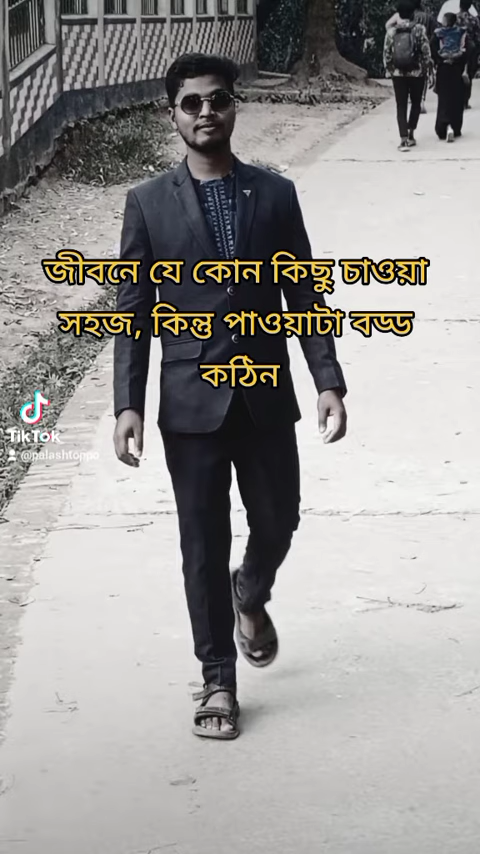 জীবনে যে কোন কিছু চাওয়া
সহজ, কিন্তু পাওয়াটা বড্ড
কঠিন
TikTok
@palashtoppo